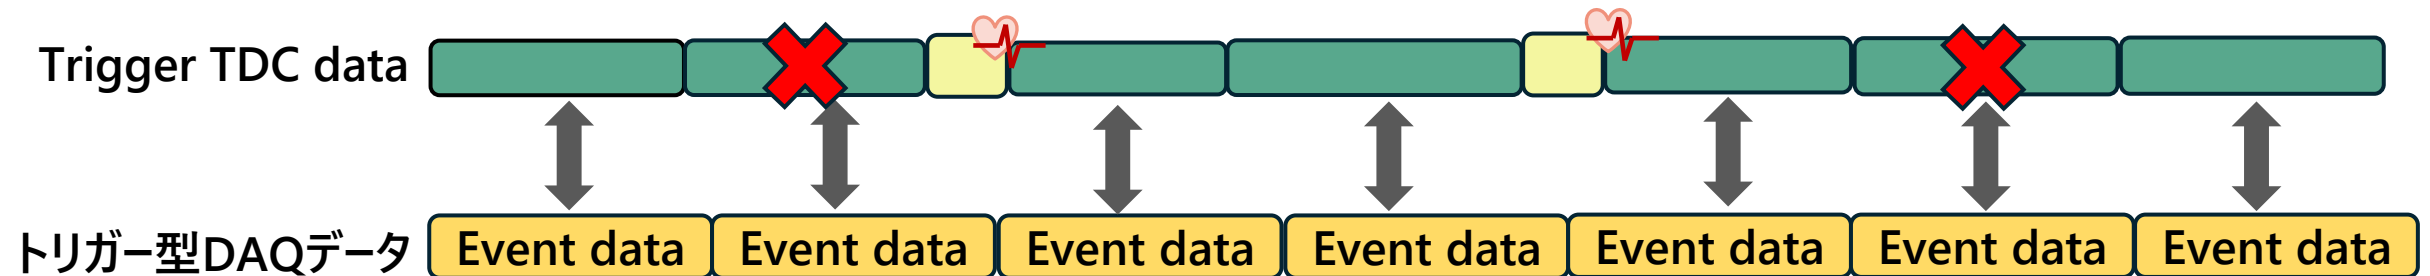 Trigger TDC data
トリガー型DAQデータ Event data Event data Event data Event data Event data Event data Event data